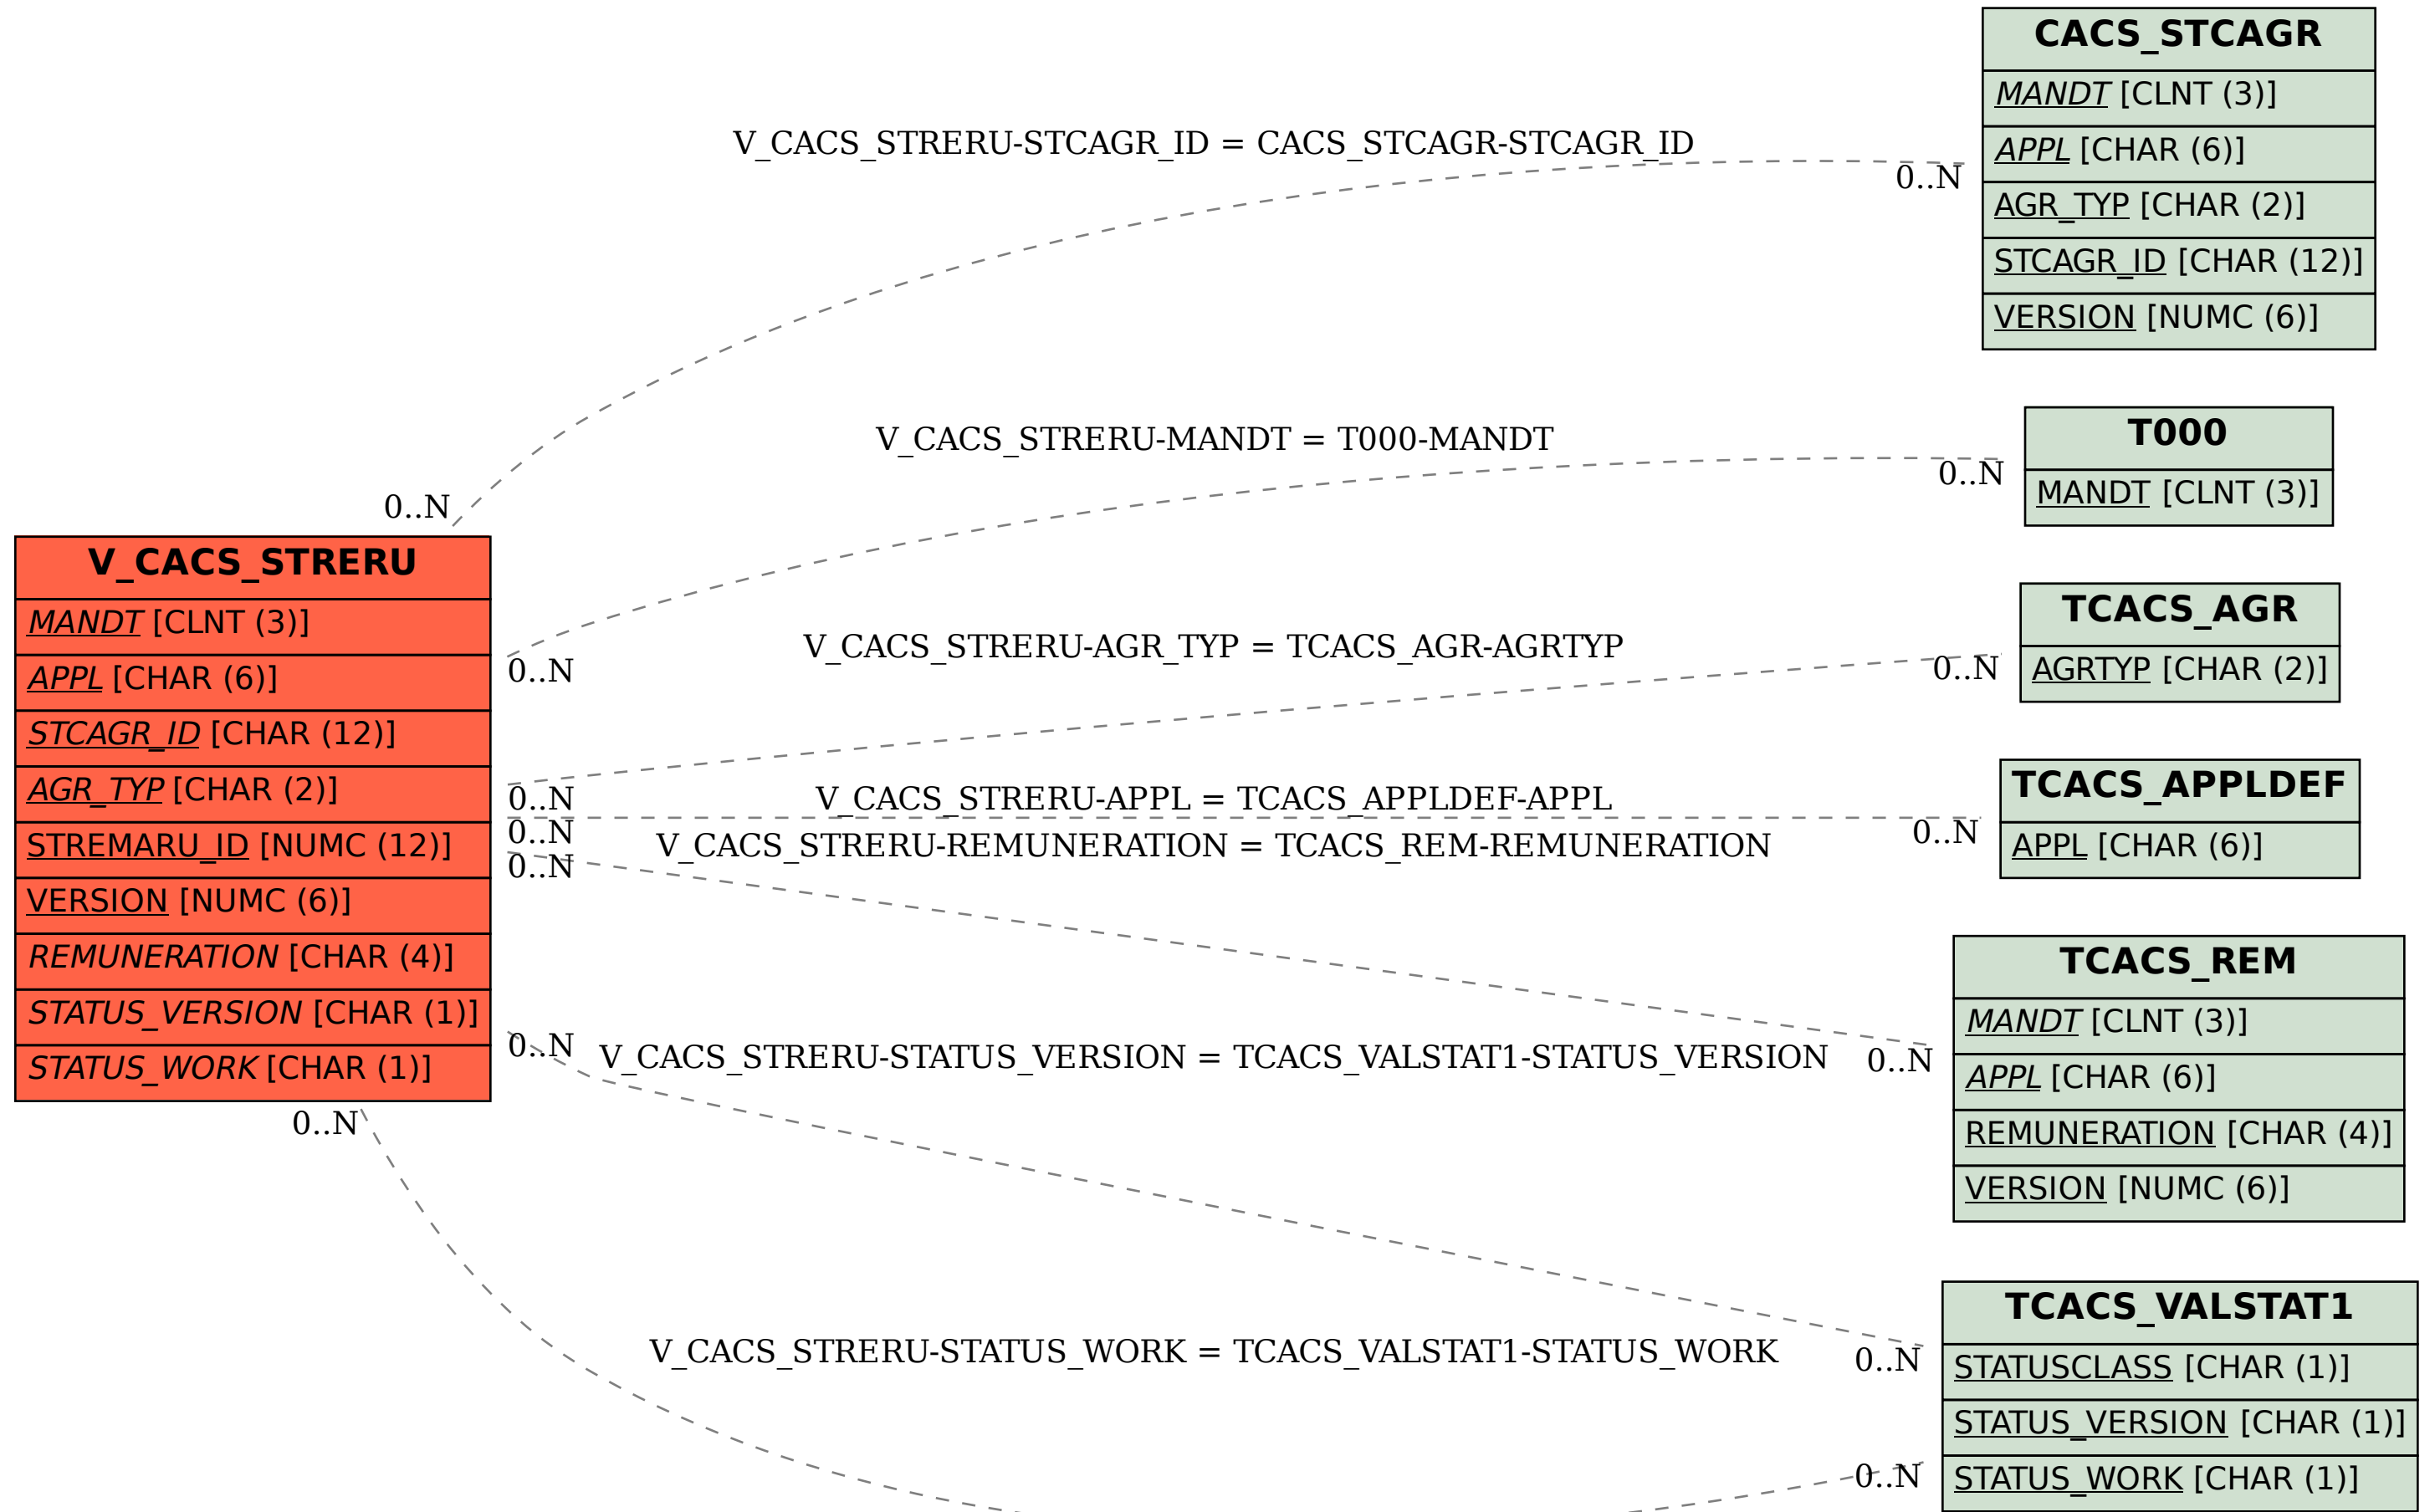 CACS_STCAGR
MANDT [CLNT (3)]
APPL [CHAR (6)]
AGR_TYP [CHAR (2)]
STCAGR_ID [CHAR (12)]
VERSION [NUMC (6)]
V_CACS_STRERU-STCAGR_ID = CACS_STCAGR-STCAGR_ID
0..N
0..N
T000
MANDT [CLNT (3)]
V_CACS_STRERU-MANDT = T000-MANDT
0..N
0..N
V_CACS_STRERU
MANDT [CLNT (3)]
APPL [CHAR (6)]
STCAGR_ID [CHAR (12)]
AGR_TYP [CHAR (2)]
STREMARU_ID [NUMC (12)]
VERSION [NUMC (6)]
REMUNERATION [CHAR (4)]
STATUS_VERSION [CHAR (1)]
STATUS_WORK [CHAR (1)]
TCACS_AGR
AGRTYP [CHAR (2)]
V_CACS_STRERU-AGR_TYP = TCACS_AGR-AGRTYP
0..N
0..N
TCACS_APPLDEF
APPL [CHAR (6)]
V_CACS_STRERU-APPL = TCACS_APPLDEF-APPL
0..N
0..N
V_CACS_STRERU-REMUNERATION = TCACS_REM-REMUNERATION
0..N
0..N
TCACS_REM
MANDT [CLNT (3)]
APPL [CHAR (6)]
REMUNERATION [CHAR (4)]
VERSION [NUMC (6)]
V_CACS_STRERU-STATUS_VERSION = TCACS_VALSTAT1-STATUS_VERSION
0..N
0..N
TCACS_VALSTAT1
STATUSCLASS [CHAR (1)]
STATUS_VERSION [CHAR (1)]
STATUS_WORK [CHAR (1)]
V_CACS_STRERU-STATUS_WORK = TCACS_VALSTAT1-STATUS_WORK
0..N
0..N